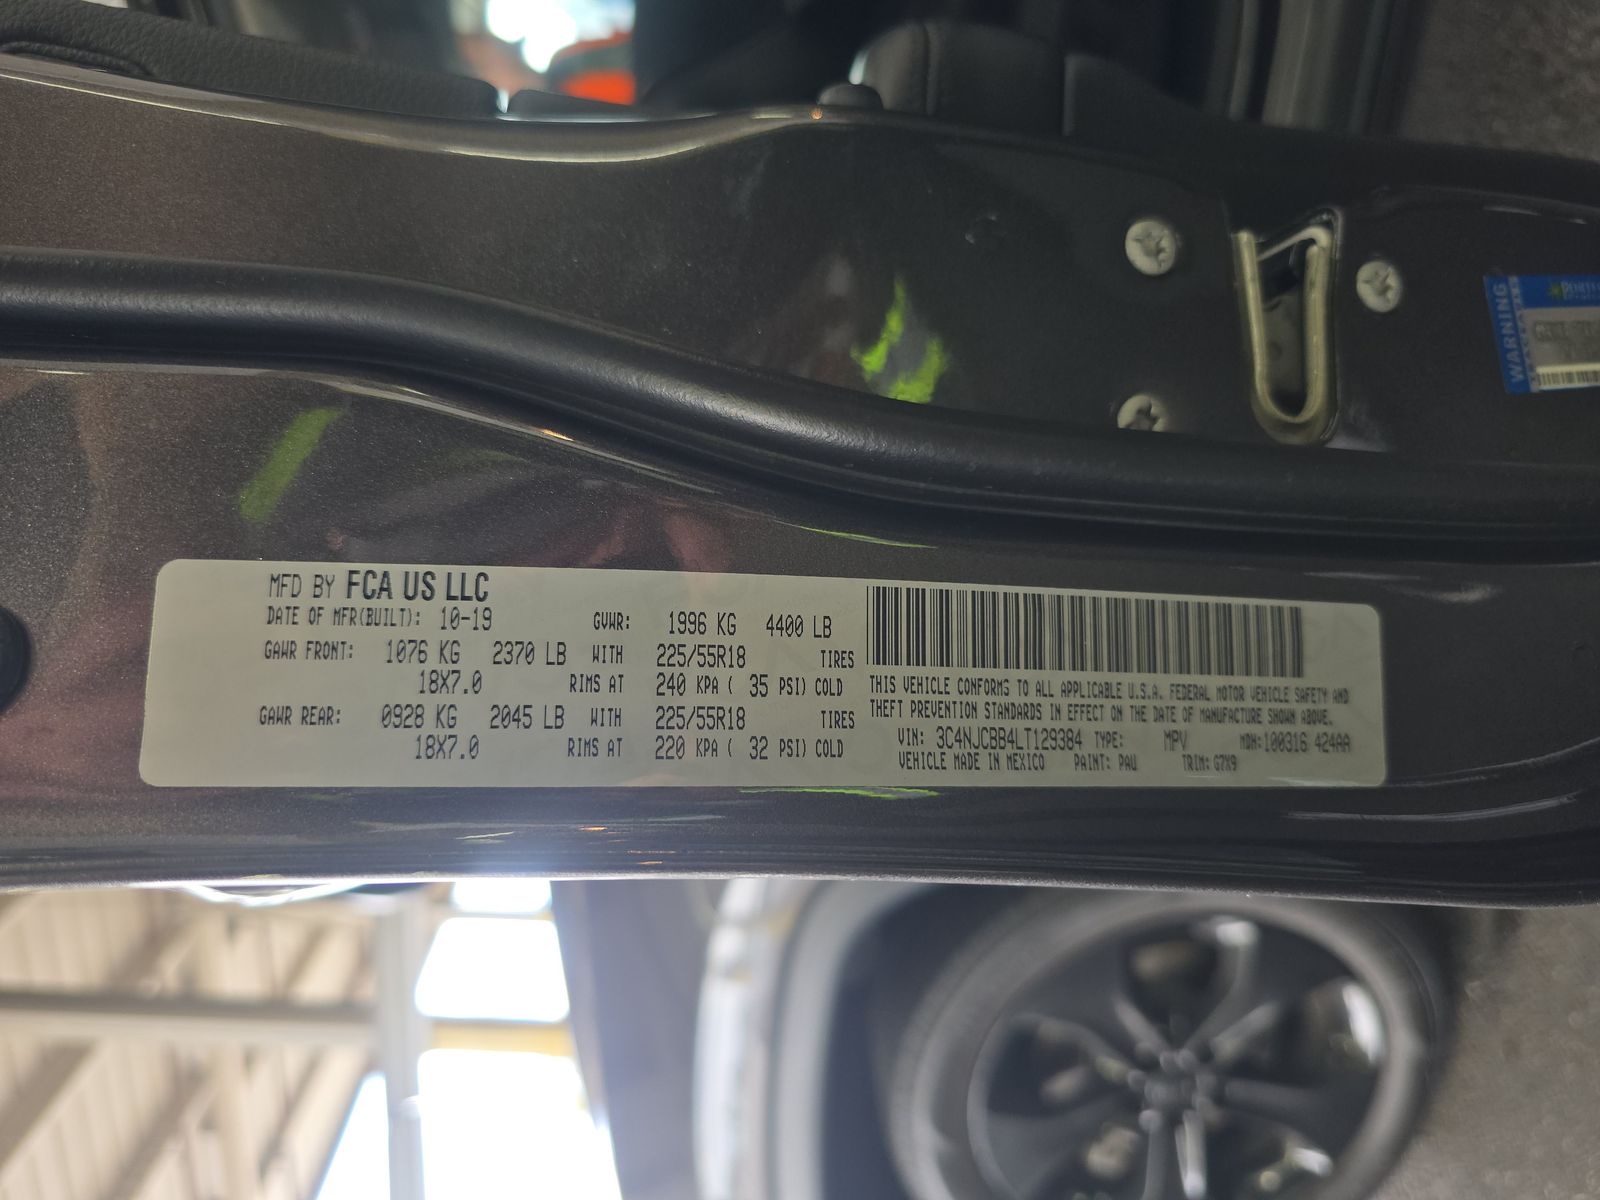 MFD BY FCA US LLC
DATE OF MFR(BUILT): 10-19 GVWR: 1996 KG 4400 LB
GAWR FRONT: 1076 KG 2370 LB WITH 225/55R18 TIRES
18X7.0 RIMS AT 240 KPA ( 35 PSI) COLD
GAWR REAR: 0928 KG 2045 LB WITH 225/55R18 TIRES
18X7.0 RIMS AT 220 KPA ( 32 PSI) COLD
THIS VEHICLE CONFORMS TO ALL APPLICABLE U.S.A. FEDERAL MOTOR VEHICLE SAFETY AND
THEFT PREVENTION STANDARDS IN EFFECT ON THE DATE OF MANUFACTURE SHOWN ABOVE.
VIN: 3C4NJCBB4LT129384 TYPE: MPV MDH:100316 424AA
VEHICLE MADE IN MEXICO PAINT: PAU TRIM: G7X9
WARNING